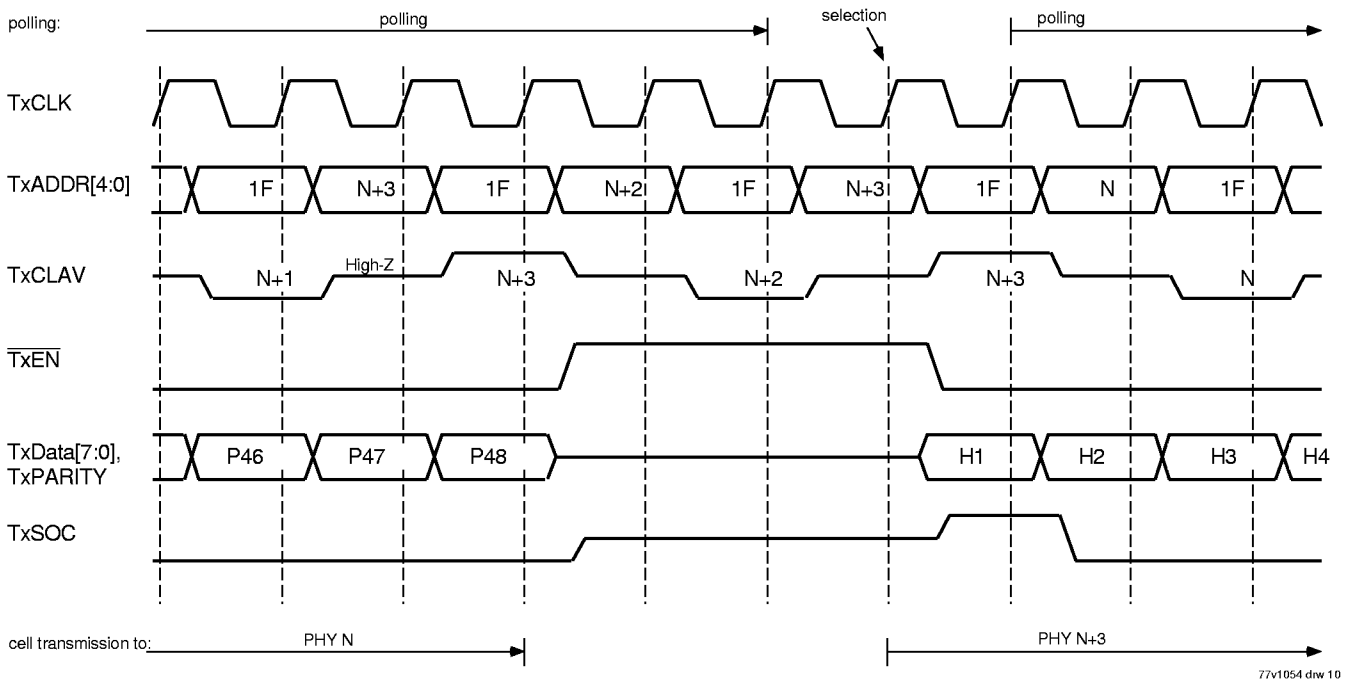 polling: polling selection polling
TxCLK
TxADDR[4:0] 1F N+3 1F N+2 1F N+3 1F N 1F
TxCLAV N+1 High-Z N+3 N+2 N+3 N
TxEN
TxData[7:0], P46 P47 P48 H1 H2 H3 H4
TxPARITY
TxSOC
cell transmission to: PHY N PHY N+3
77v1054 drw 10